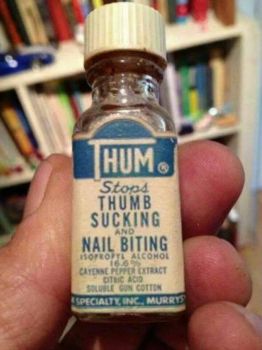 THUM®
Stops
THUMB
SUCKING
AND
NAIL BITING
ISOPROPYL ALCOHOL
16.6%
CAYENNE PEPPER EXTRACT
CITRIC ACID
SOLUBLE GUN COTTON
SPECIALTY, INC., MURRYS